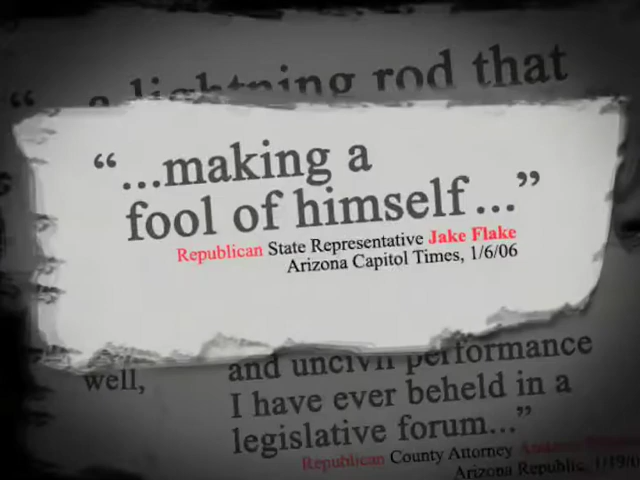 “ a lightning rod that
“...making a
fool of himself...”
Republican State Representative Jake Flake
Arizona Capitol Times, 1/6/06
well,
and uncivil performance
I have ever beheld in a
legislative forum...”
Republican County Attorney
Arizona Republic,